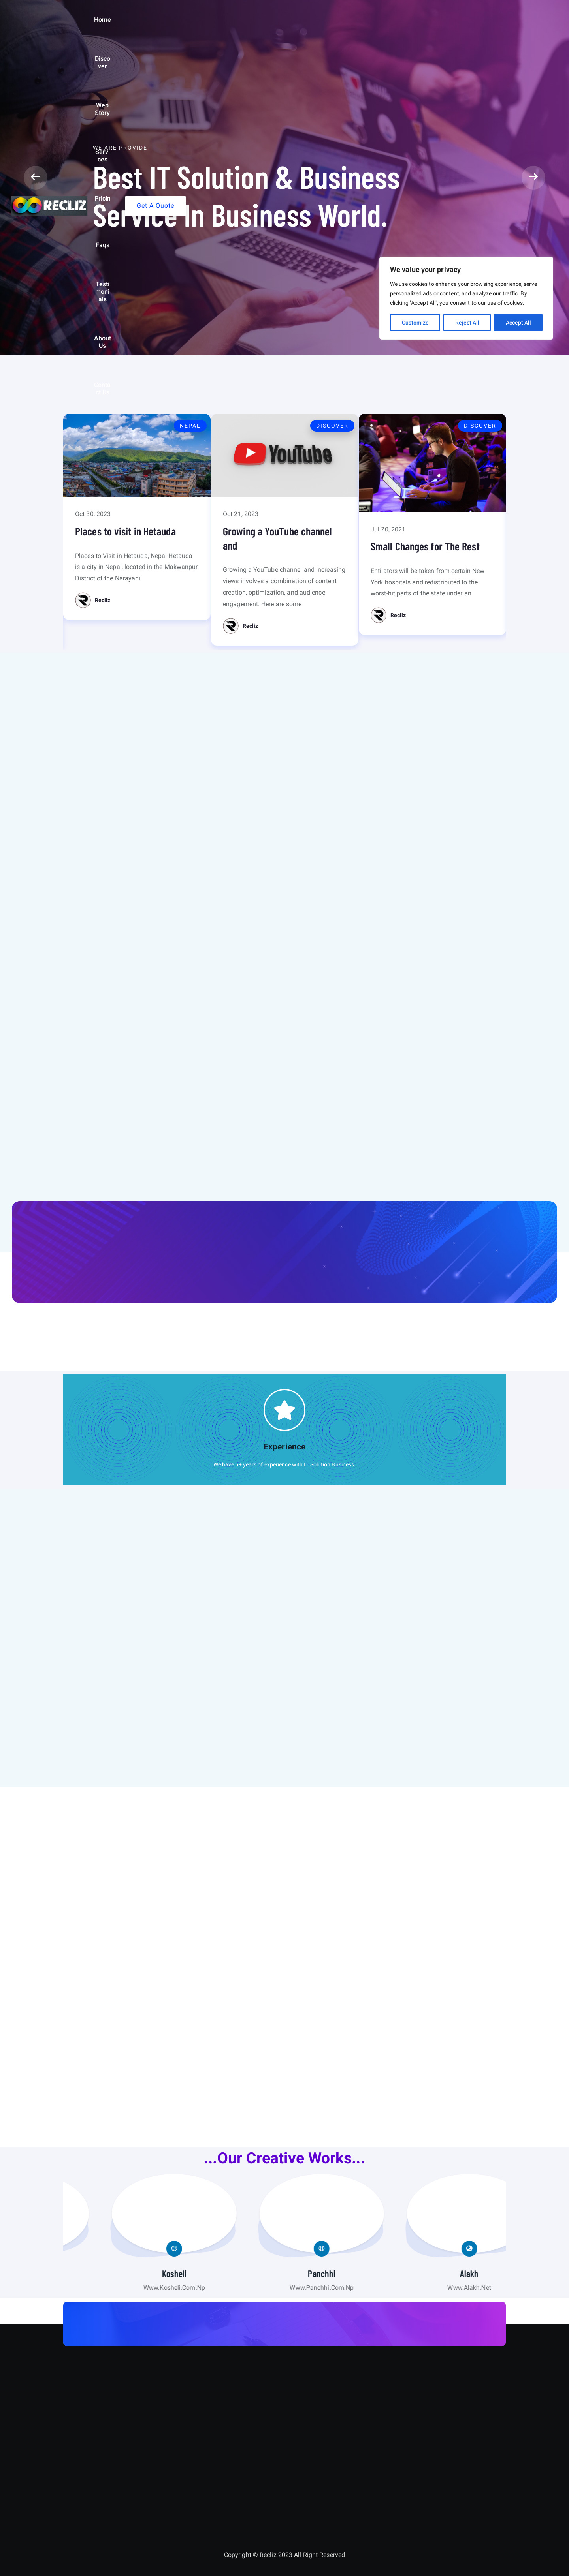 Home
Disco
ver
Web
Story
Servi
ces
Pricin
Faqs
Testi
moni
als
About
Us
RECLIZ
WE ARE PROVIDE
Best IT Solution & Business
Service In Business World.
Get A Quote
We value your privacy
We use cookies to enhance your browsing experience, serve
personalized ads or content, and analyze our traffic. By
clicking "Accept All", you consent to our use of cookies.
Customize
Reject All
Accept All
NEPAL
Oct 30, 2023
Places to visit in Hetauda
Places to Visit in Hetauda, Nepal Hetauda
is a city in Nepal, located in the Makwanpur
District of the Narayani
Recliz
DISCOVER
YouTube
Oct 21, 2023
Growing a YouTube channel
and
Growing a YouTube channel and increasing
views involves a combination of content
creation, optimization, and audience
engagement. Here are some
Recliz
DISCOVER
Jul 20, 2021
Small Changes for The Rest
Entilators will be taken from certain New
York hospitals and redistributed to the
worst-hit parts of the state under an
Recliz
Experience
We have 5+ years of experience with IT Solution Business.
...Our Creative Works...
Kosheli
Www.Kosheli.Com.Np
Panchhi
Www.Panchhi.Com.Np
Alakh
Www.Alakh.Net
Copyright © Recliz 2023 All Right Reserved